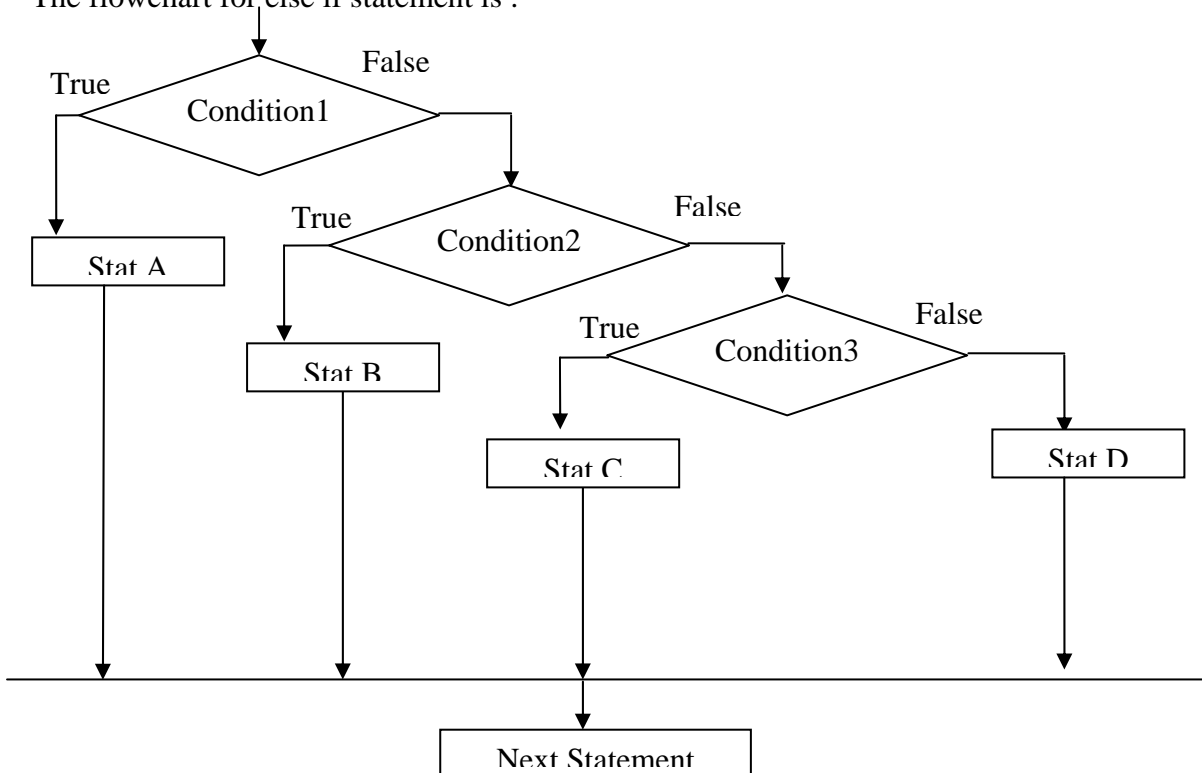 The flowchart for else if statement is :
False
True
Condition1
True
False
Condition2
Stat A
True
False
Condition3
Stat B
Stat C
Stat D
Next Statement